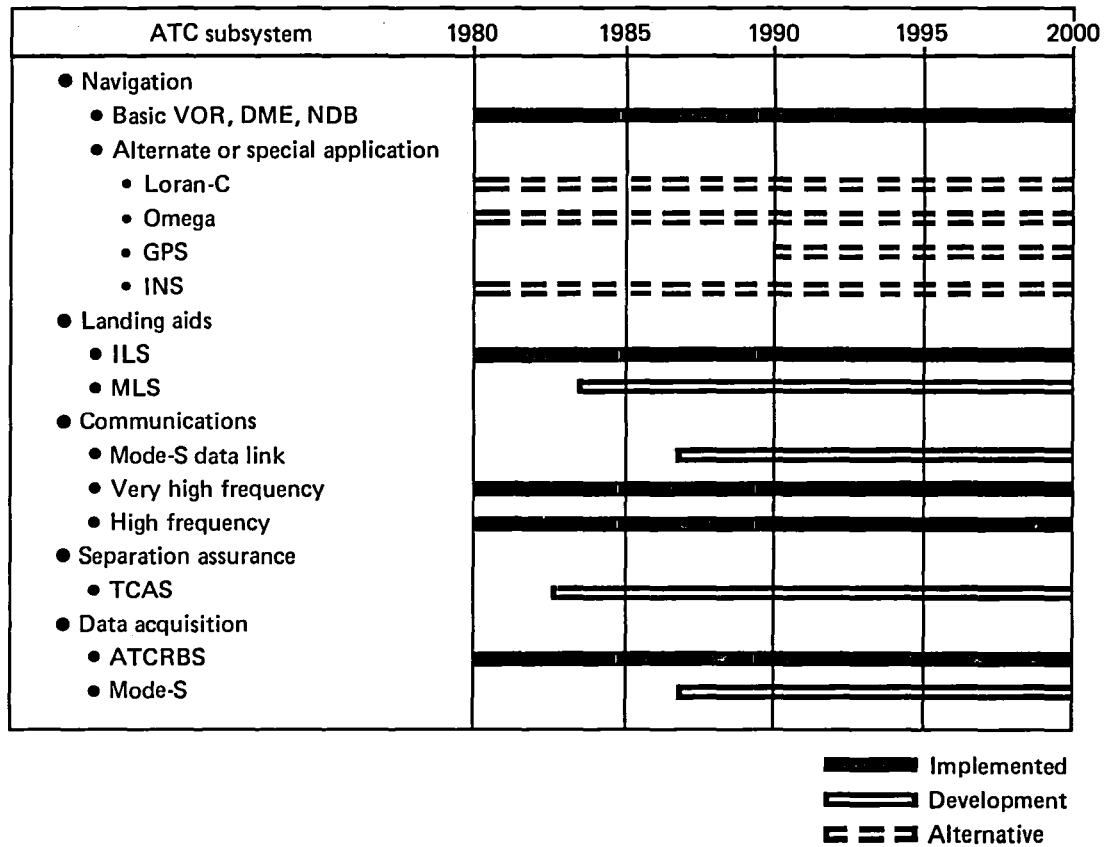 ATC subsystem 1980 1985 1990 1995 2000
● Navigation
● Basic VOR, DME, NDB
● Alternate or special application
• Loran-C
• Omega
• GPS
• INS
● Landing aids
● ILS
● MLS
● Communications
● Mode-S data link
● Very high frequency
● High frequency
● Separation assurance
● TCAS
● Data acquisition
● ATCRBS
● Mode-S
Implemented
Development
Alternative